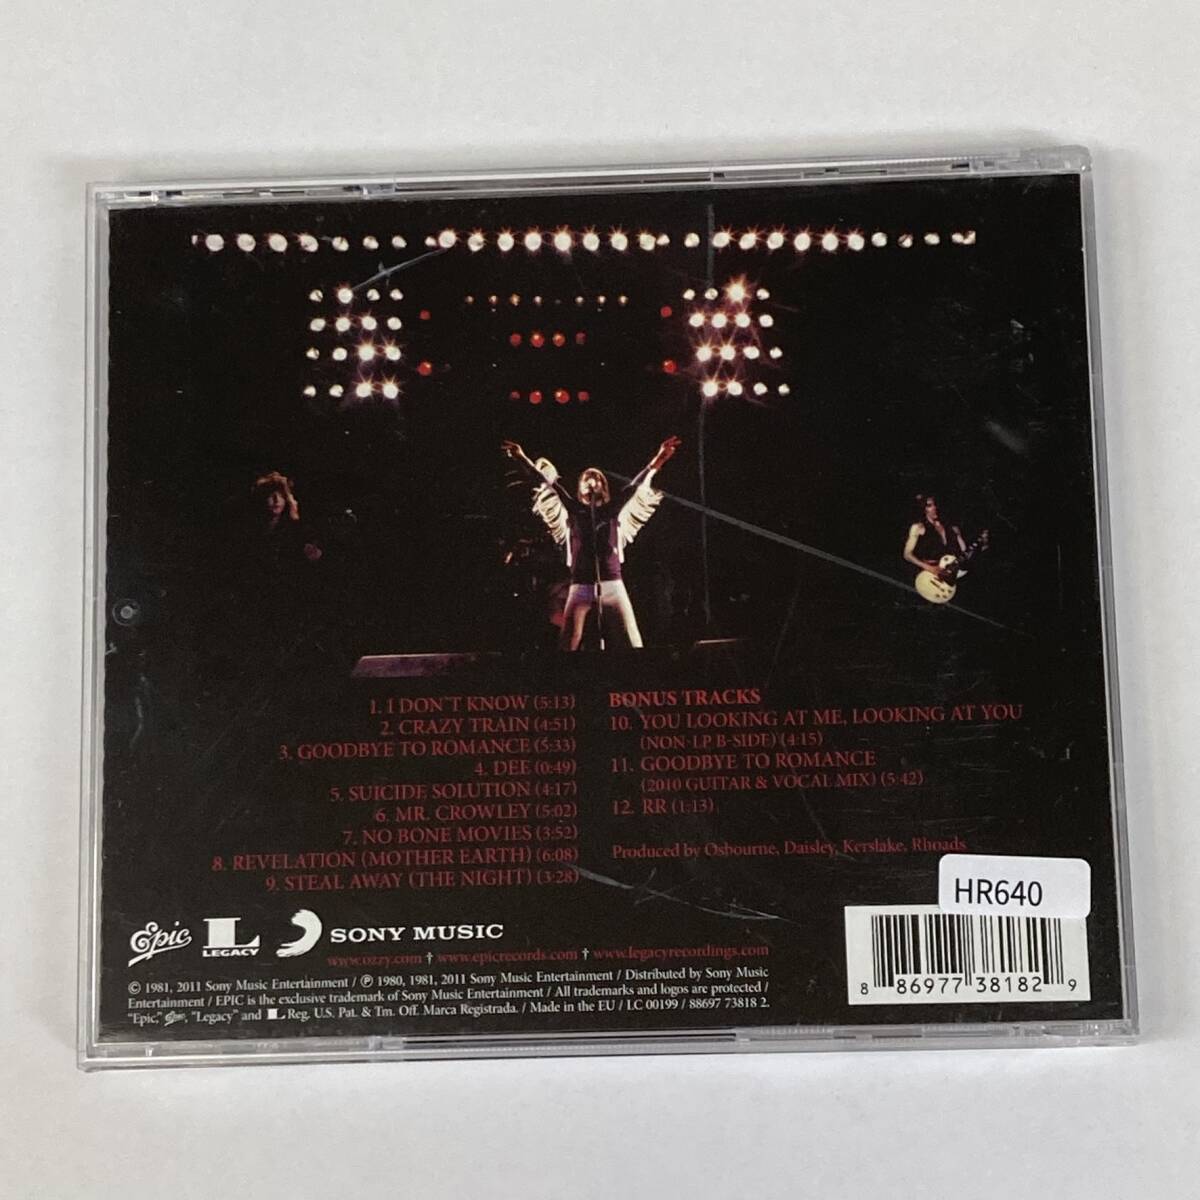 1. I DON'T KNOW (5:13)
2. CRAZY TRAIN (4:51)
3. GOODBYE TO ROMANCE (5:33)
4. DEE (0:49)
5. SUICIDE SOLUTION (4:17)
6. MR. CROWLEY (5:02)
7. NO BONE MOVIES (3:52)
8. REVELATION (MOTHER EARTH) (6:08)
9. STEAL AWAY (THE NIGHT) (3:28)
BONUS TRACKS
10. YOU LOOKING AT ME, LOOKING AT YOU
(NON-LP B-SIDE) (4:15)
11. GOODBYE TO ROMANCE
(2010 GUITAR & VOCAL MIX) (5:42)
12. RR (1:13)
Produced by Osbourne, Daisley, Kerslake, Rhoads
HR640
Epic L LEGACY SONY MUSIC
www.ozzy.com † www.epicrecords.com † www.legacyrecordings.com
© 1981, 2011 Sony Music Entertainment / ℗ 1980, 1981, 2011 Sony Music Entertainment / Distributed by Sony Music
Entertainment / EPIC is the exclusive trademark of Sony Music Entertainment / All trademarks and logos are protected /
"Epic," Epic, "Legacy" and L Reg. U.S. Pat. & Tm. Off. Marca Registrada. / Made in the EU / LC 00199 / 88697 73818 2.
8 86977 38182 9